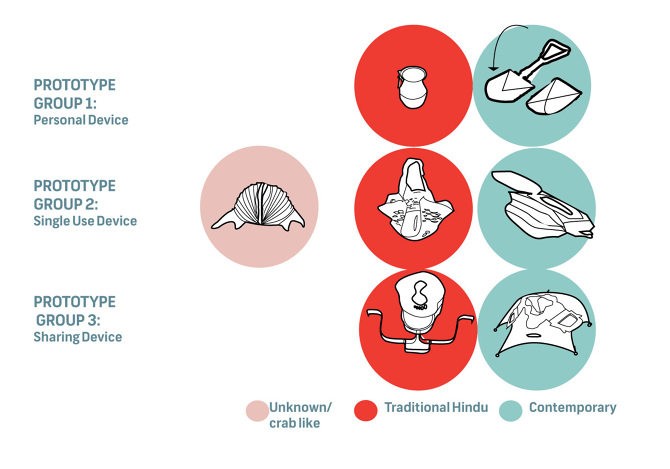 PROTOTYPE
GROUP 1:
Personal Device
PROTOTYPE
GROUP 2:
Single Use Device
PROTOTYPE
GROUP 3:
Sharing Device
Unknown/
crab like
Traditional Hindu
Contemporary